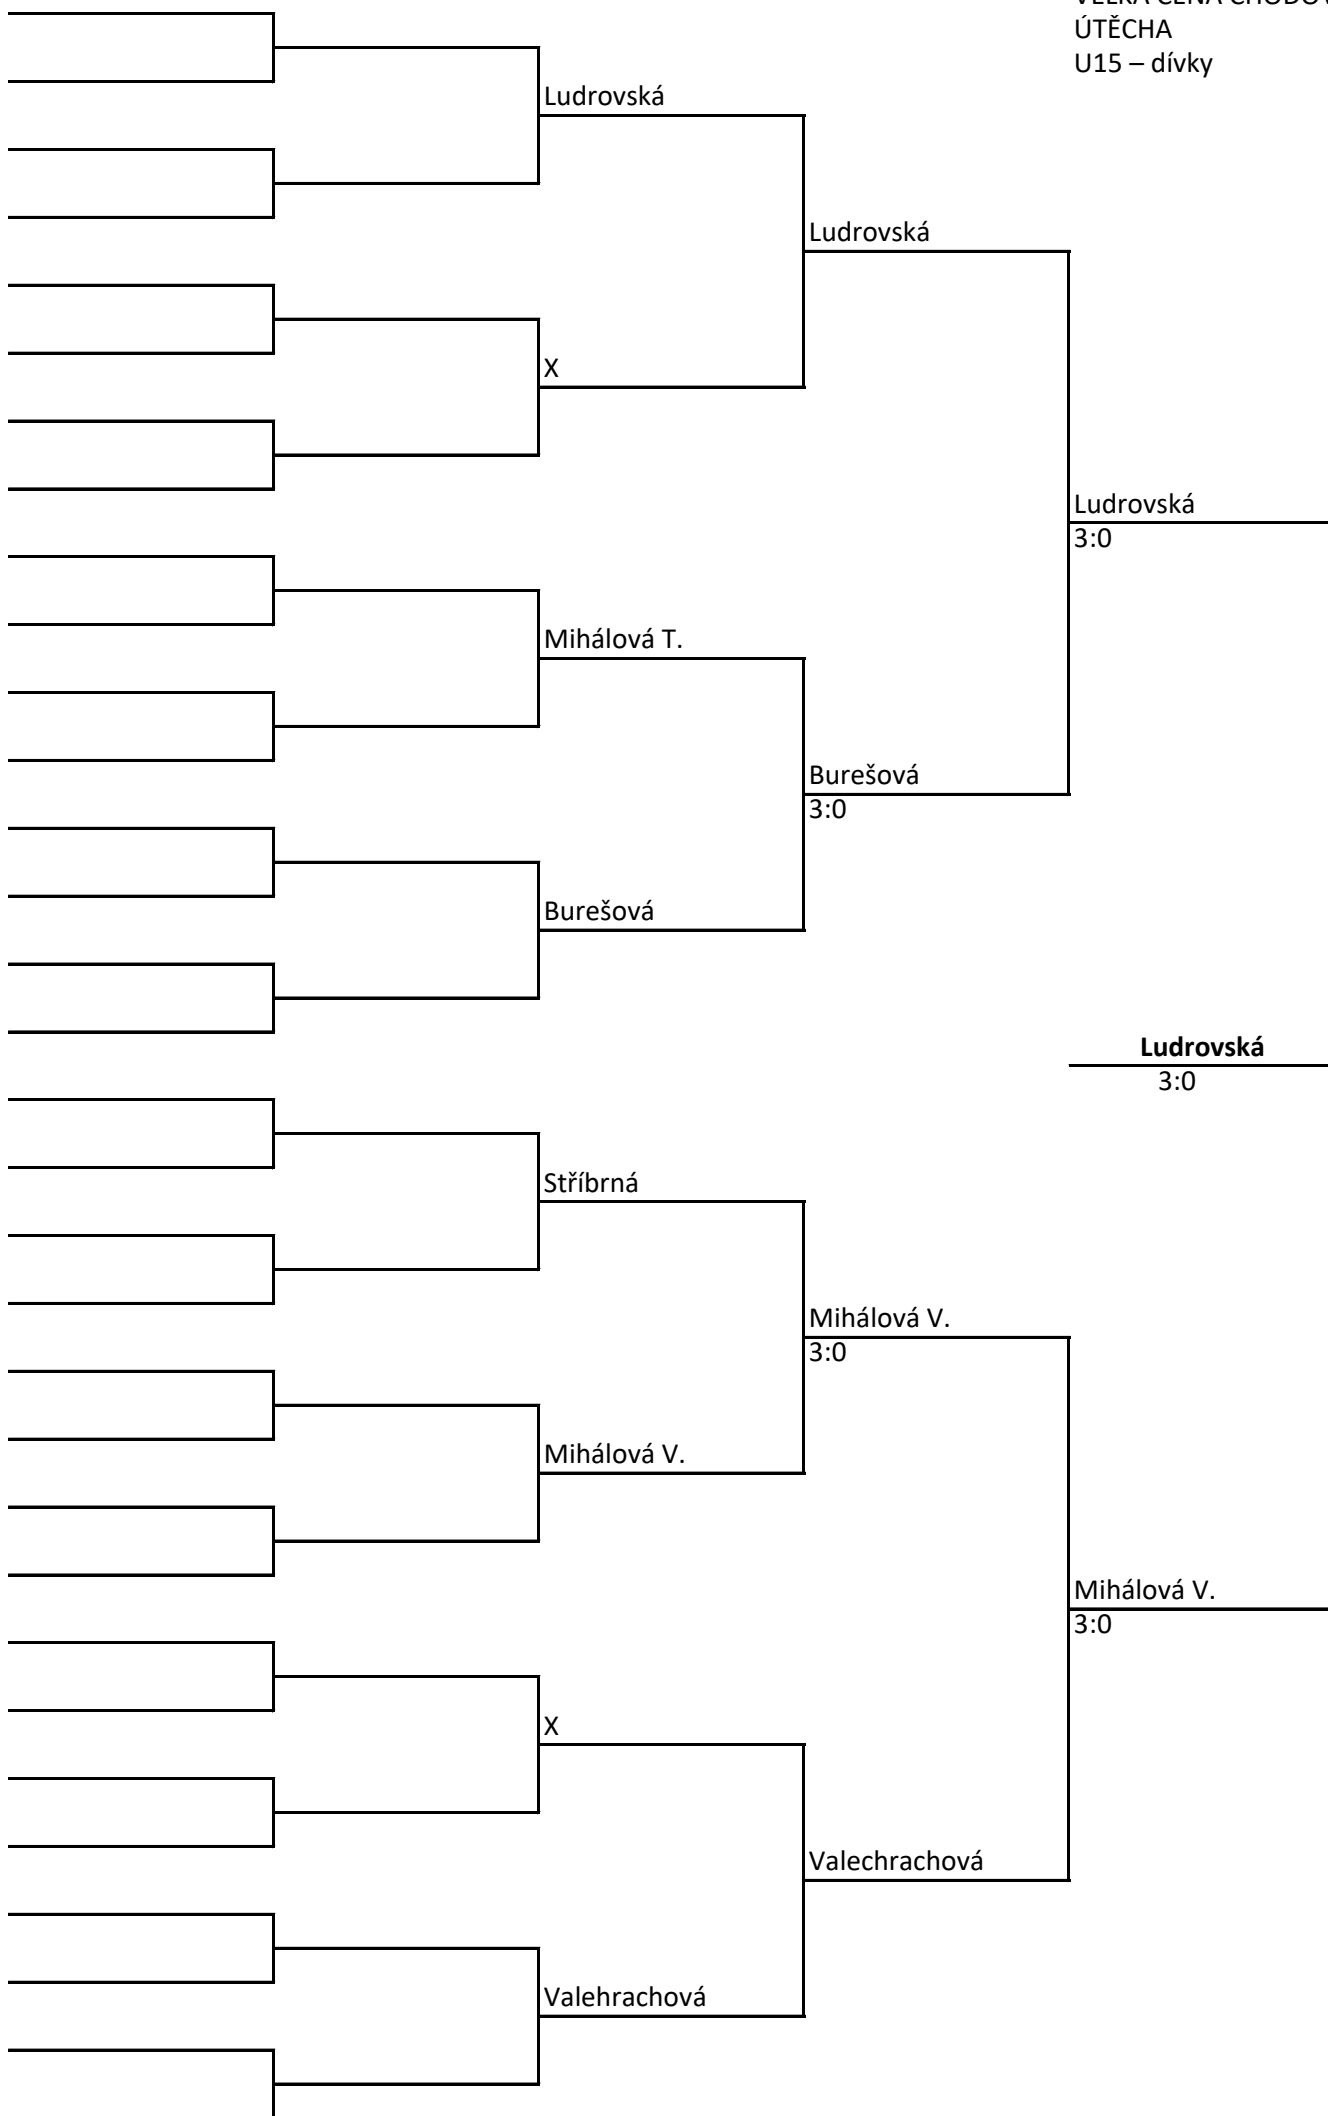 ÚTĚCHA
U15 – dívky
Ludrovská
Ludrovská
X
Ludrovská
3:0
Mihálová T.
Burešová
3:0
Burešová
Ludrovská
3:0
Stříbrná
Mihálová V.
3:0
Mihálová V.
Mihálová V.
3:0
X
Valechrachová
Valehrachová